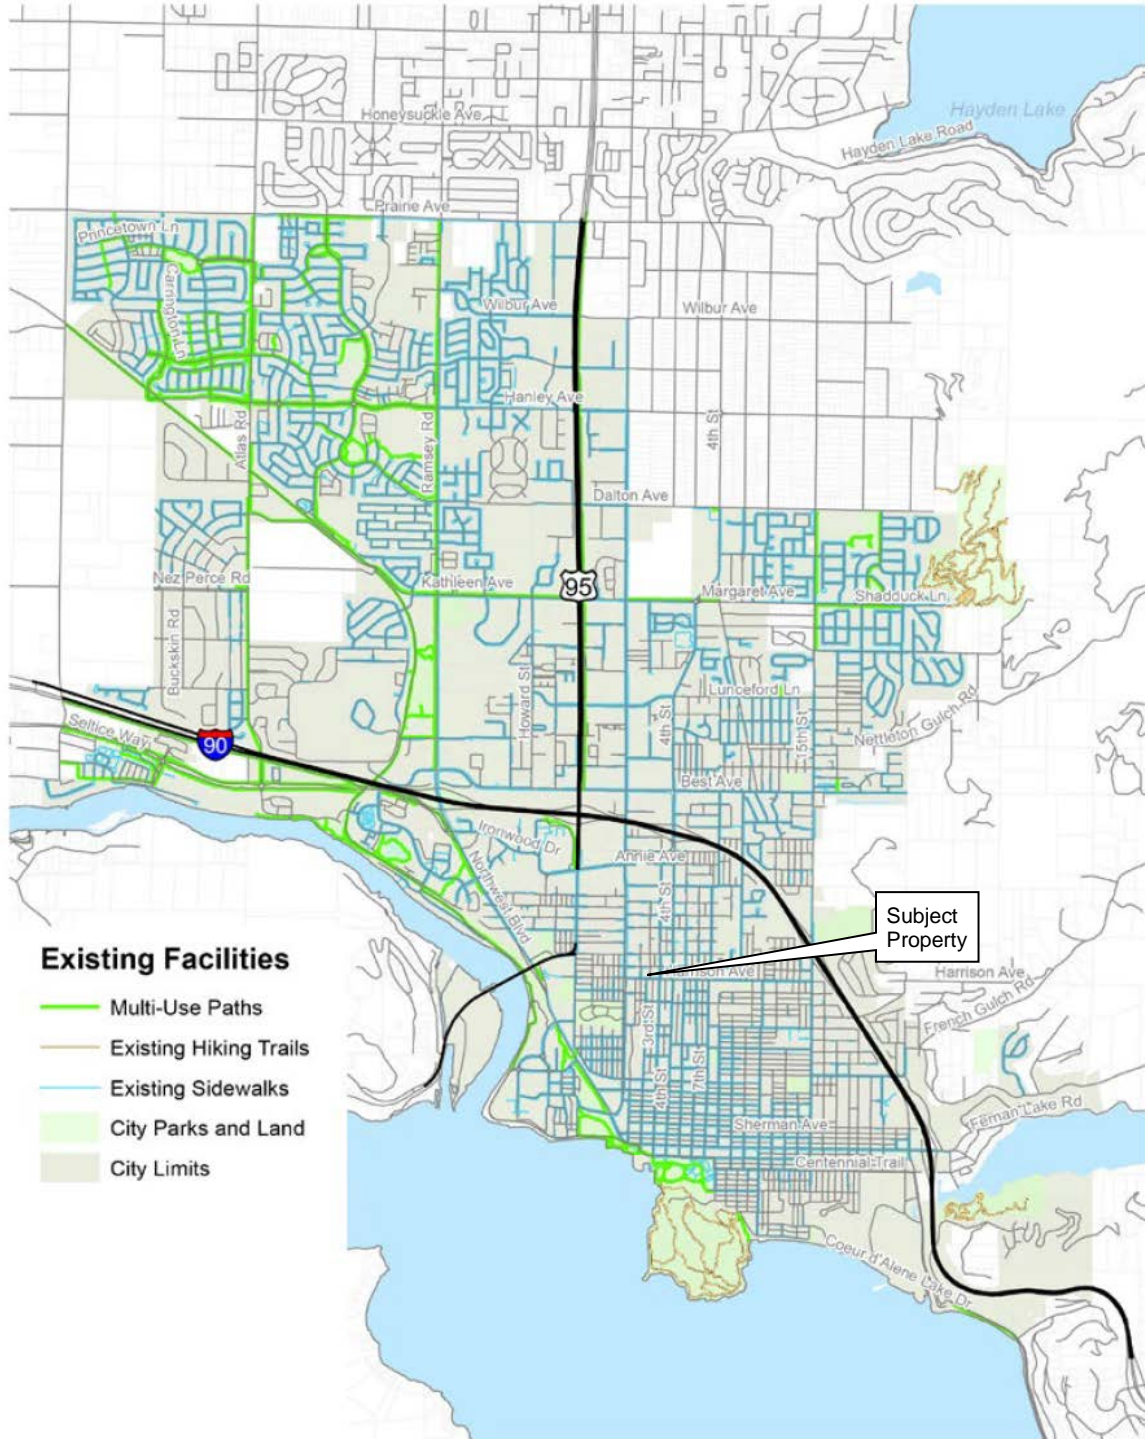 Hayden Lake
Honeysuckle Ave
Hayden Lake Road
Praine Ave
Princetown Ln
Carrington Ln
Wilbur Ave
Wilbur Ave
Hanley Ave
Atlas Rd
Ramsey Rd
4th St
Dalton Ave
Nez Perce Rd
Kathleen Ave
95
Margaret Ave
Shadduck Ln
Buckskin Rd
Howard St
Lunceford Ln
4th St
15th St
Nettleton Gulch Rd
Seltice Way
90
Best Ave
Ironwood Dr
Annie Ave
Northwest Blvd
4th St
Subject
Property
Harrison Ave
Harrison Ave
French Gulch Rd
3rd St
7th St
4th St
Sherman Ave
Fernan Lake Rd
Centennial Trail
Coeur d'Alene Lake Dr
Existing Facilities
Multi-Use Paths
Existing Hiking Trails
Existing Sidewalks
City Parks and Land
City Limits